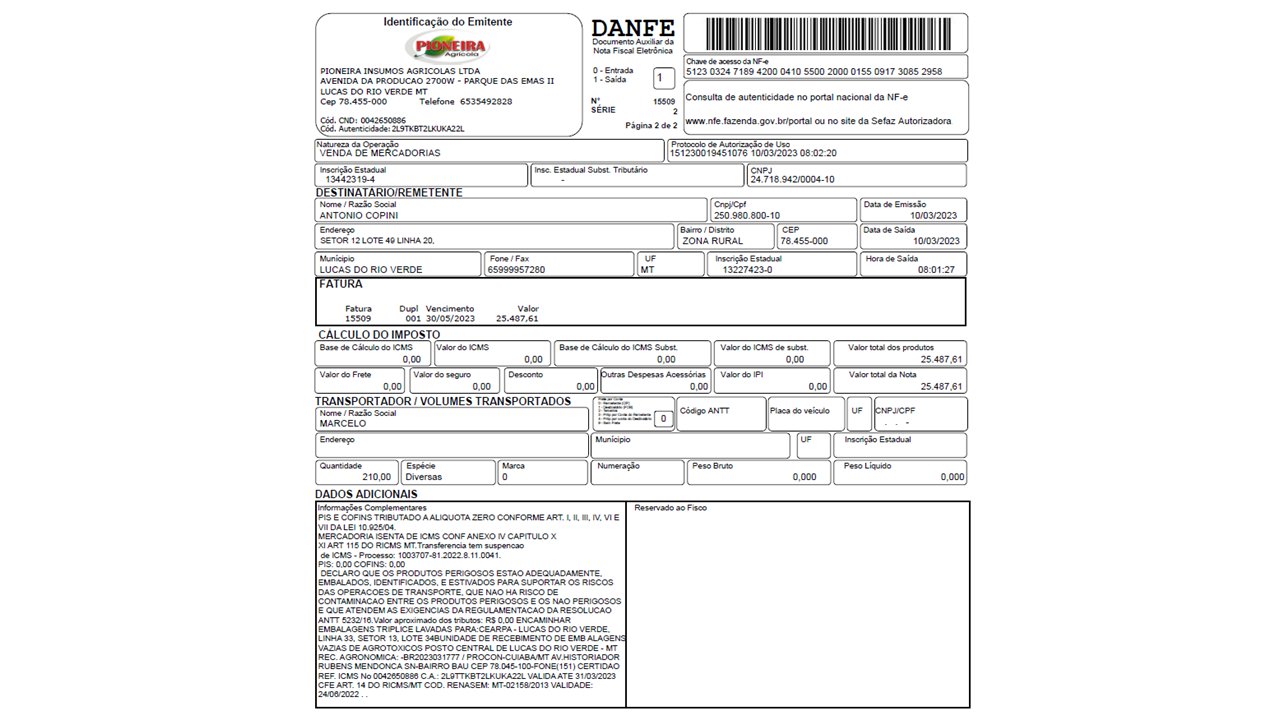 Identificação do Emitente
PIONEIRA
Agrícola
PIONEIRA INSUMOS AGRICOLAS LTDA
AVENIDA DA PRODUCAO 2700W - PARQUE DAS EMAS II
LUCAS DO RIO VERDE MT
Cep 78.455-000 Telefone 6535492828
Cód. CND: 0042650886
Cód. Autenticidade: 2L9TKBT2LKUKA22L
DANFE
Documento Auxiliar da
Nota Fiscal Eletrônica
0 - Entrada
1 - Saída
1
N° 15509
SÉRIE 2
Página 2 de 2
Chave de acesso da NF-e
5123 0324 7189 4200 0410 5500 2000 0155 0917 3085 2958
Consulta de autenticidade no portal nacional da NF-e
www.nfe.fazenda.gov.br/portal ou no site da Sefaz Autorizadora
Natureza da Operação
VENDA DE MERCADORIAS
Protocolo de Autorização de Uso
151230019451076 10/03/2023 08:02:20
Inscrição Estadual
13442319-4
Insc. Estadual Subst. Tributário
-
CNPJ
24.718.942/0004-10
DESTINATÁRIO/REMETENTE
Nome / Razão Social
ANTONIO COPINI
Cnpj/Cpf
250.980.800-10
Data de Emissão
10/03/2023
Endereço
SETOR 12 LOTE 49 LINHA 20,
Bairro / Distrito
ZONA RURAL
CEP
78.455-000
Data de Saída
10/03/2023
Município
LUCAS DO RIO VERDE
Fone / Fax
65999957280
UF
MT
Inscrição Estadual
13227423-0
Hora de Saída
08:01:27
FATURA
Fatura Dupl Vencimento Valor
15509 001 30/05/2023 25.487,61
CÁLCULO DO IMPOSTO
Base de Cálculo do ICMS
0,00
Valor do ICMS
0,00
Base de Cálculo do ICMS Subst.
0,00
Valor do ICMS de subst.
0,00
Valor total dos produtos
25.487,61
Valor do Frete
0,00
Valor do seguro
0,00
Desconto
0,00
Outras Despesas Acessórias
0,00
Valor do IPI
0,00
Valor total da Nota
25.487,61
TRANSPORTADOR / VOLUMES TRANSPORTADOS
Nome / Razão Social
MARCELO
0
Código ANTT
Placa do veículo
UF
CNPJ/CPF
. . -
Endereço
Município
UF
Inscrição Estadual
Quantidade
210,00
Espécie
Diversas
Marca
0
Numeração
Peso Bruto
0,000
Peso Líquido
0,000
DADOS ADICIONAIS
Informações Complementares
PIS E COFINS TRIBUTADO A ALIQUOTA ZERO CONFORME ART. I, II, III, IV, VI E
VII DA LEI 10.925/04.
MERCADORIA ISENTA DE ICMS CONF ANEXO IV CAPITULO X
XI ART 115 DO RICMS MT.Transferencia tem suspencao
de ICMS - Processo: 1003707-81.2022.8.11.0041.
PIS: 0,00 COFINS: 0,00
DECLARO QUE OS PRODUTOS PERIGOSOS ESTAO ADEQUADAMENTE,
EMBALADOS, IDENTIFICADOS, E ESTIVADOS PARA SUPORTAR OS RISCOS
DAS OPERACOES DE TRANSPORTE, QUE NAO HA RISCO DE
CONTAMINACAO ENTRE OS PRODUTOS PERIGOSOS E OS NAO PERIGOSOS
E QUE ATENDEM AS EXIGENCIAS DA REGULAMENTACAO DA RESOLUCAO
ANTT 5232/16.Valor aproximado dos tributos: R$ 0,00 ENCAMINHAR
EMBALAGENS TRIPLICE LAVADAS PARA:CEARPA - LUCAS DO RIO VERDE,
LINHA 33, SETOR 13, LOTE 34BUNIDADE DE RECEBIMENTO DE EMB ALAGENS
VAZIAS DE AGROTOXICOS POSTO CENTRAL DE LUCAS DO RIO VERDE - MT
REC. AGRONOMICA: -BR2023031777 / PROCON-CUIABA/MT AV.HISTORIADOR
RUBENS MENDONCA SN-BAIRRO BAU CEP 78.045-100-FONE(151) CERTIDAO
REF. ICMS No 0042650886 C.A.: 2L9TTKBT2LKUKA22L VALIDA ATE 31/03/2023
CFE ART. 14 DO RICMS/MT COD. RENASEM: MT-02158/2013 VALIDADE:
24/06/2022 . .
Reservado ao Fisco